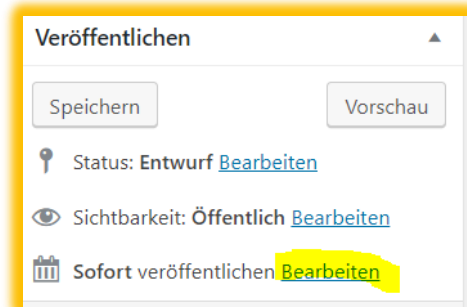 Veröffentlichen
Speichern Vorschau
Status: Entwurf Bearbeiten
Sichtbarkeit: Öffentlich Bearbeiten
Sofort veröffentlichen Bearbeiten